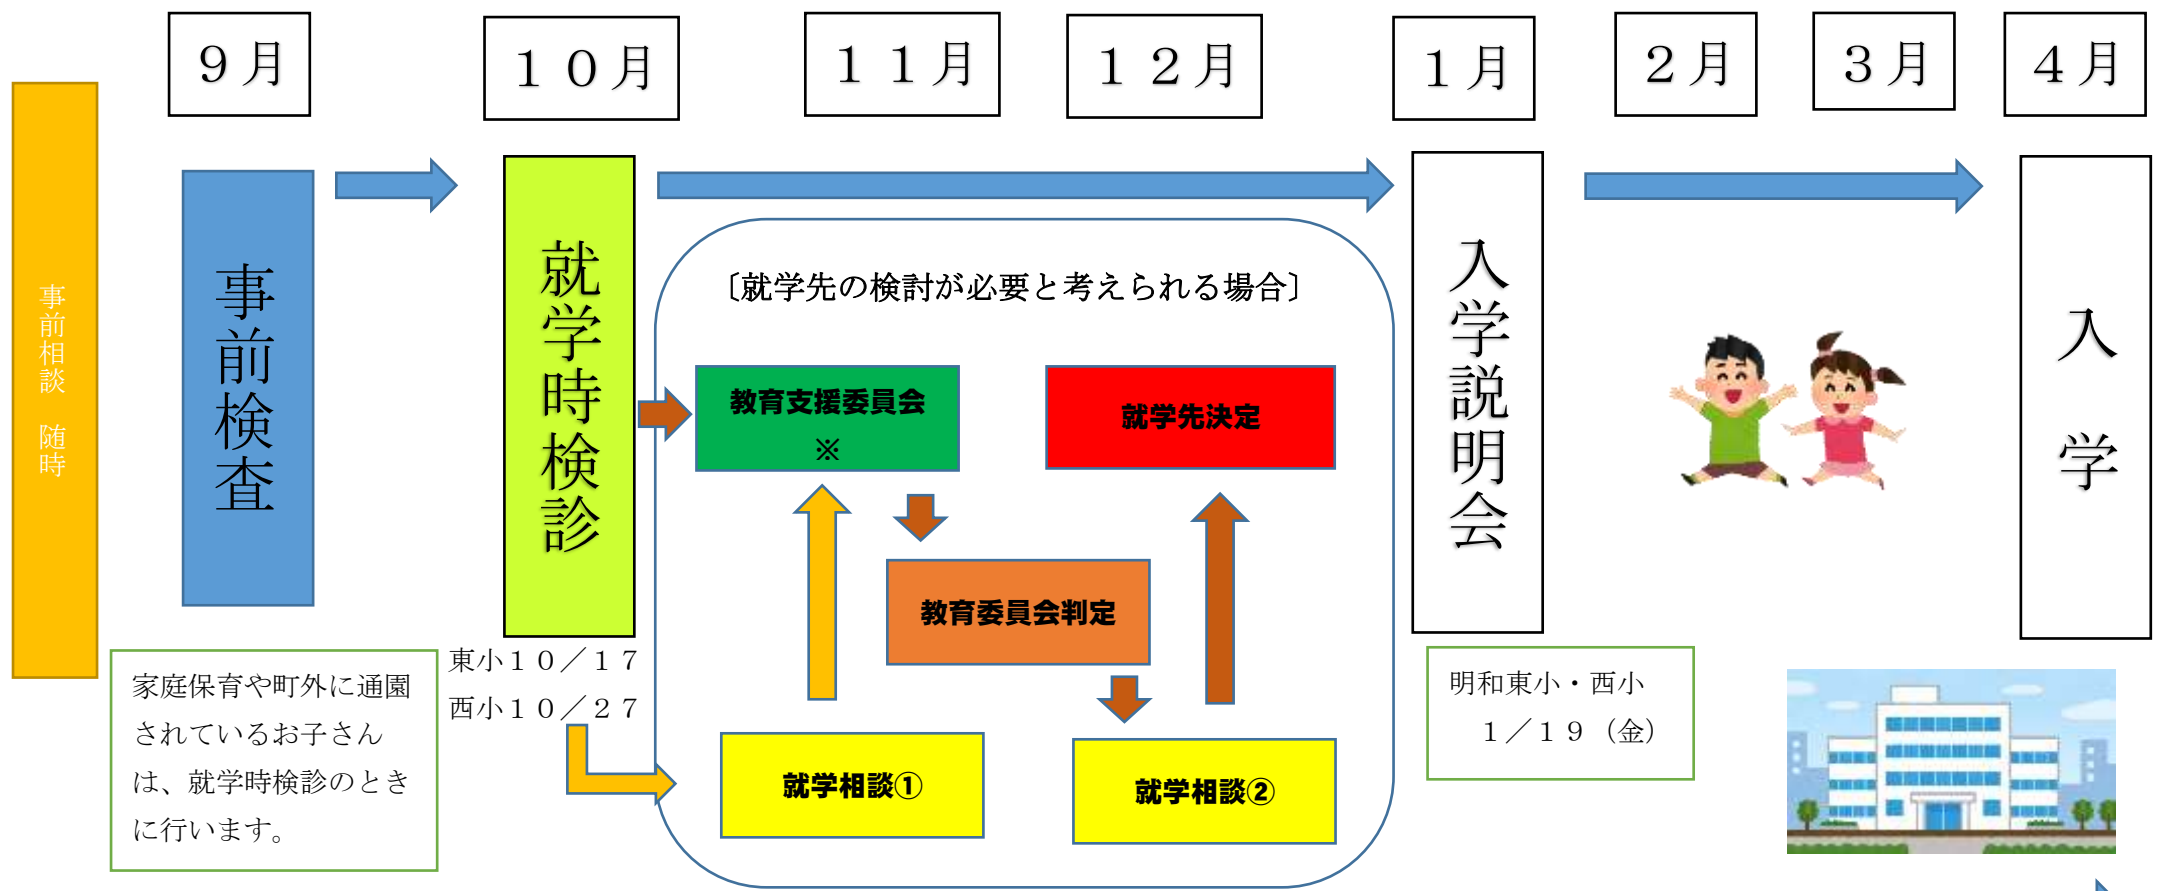 ９月
１０月
１１月
１２月
１月
２月
３月
４月
事前相談　随時
事前検査
就学時検診
〔就学先の検討が必要と考えられる場合〕
教育支援委員会
※
就学先決定
教育委員会判定
就学相談①
就学相談②
入学説明会
入　学
家庭保育や町外に通園
されているお子さん
は、就学時検診のとき
に行います。
東小１０／１７
西小１０／２７
明和東小・西小
１／１９（金）